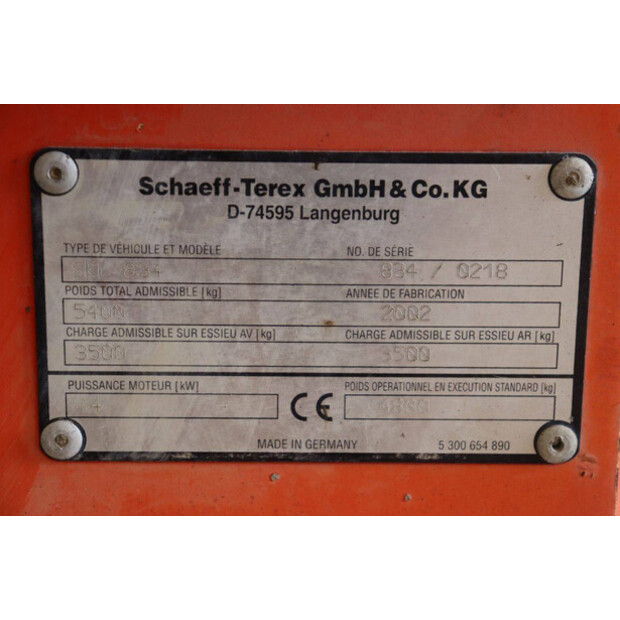 Schaeff-Terex GmbH & Co. KG
D-74595 Langenburg
TYPE DE VÉHICULE ET MODÈLE NO. DE SÉRIE
834 / 0218
POIDS TOTAL ADMISSIBLE [kg] ANNEE DE FABRICATION
5400 2002
CHARGE ADMISSIBLE SUR ESSIEU AV [kg] CHARGE ADMISSIBLE SUR ESSIEU AR [kg]
3500 3500
PUISSANCE MOTEUR [kW] POIDS OPERATIONNEL EN EXECUTION STANDARD [kg]
CE
MADE IN GERMANY 5 300 654 890